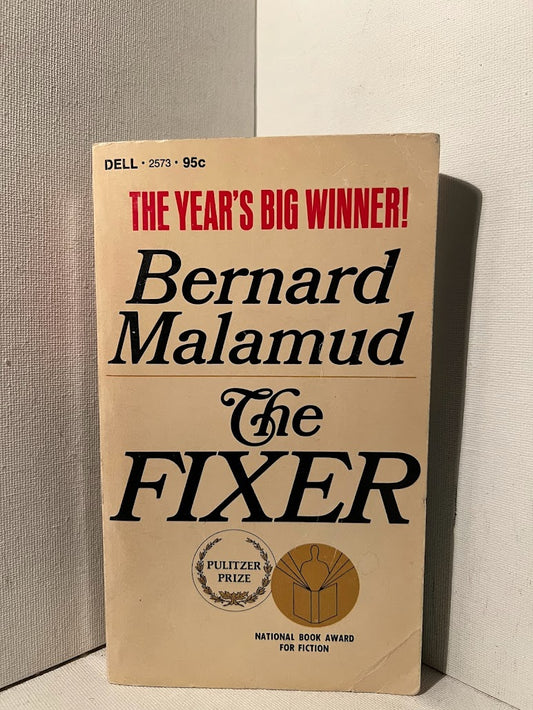 DELL • 2573 • 95c
THE YEAR'S BIG WINNER!
Bernard
Malamud
The
FIXER
PULITZER
PRIZE
NATIONAL BOOK AWARD
FOR FICTION